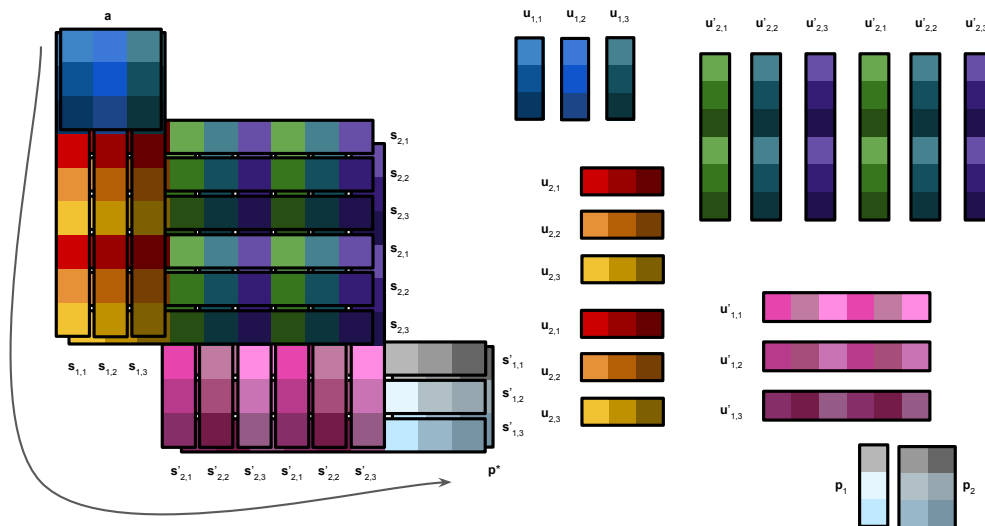 a
s1,1
s1,2
s1,3
s2,1
s2,2
s2,3
s2,1
s2,2
s2,3
s'1,1
s'1,2
s'1,3
s'2,1 s'2,2 s'2,3 s'2,1 s'2,2 s'2,3
p*
u1,1 u1,2 u1,3
u2,1
u2,2
u2,3
u2,1
u2,2
u2,3
u'2,1 u'2,2 u'2,3 u'2,1 u'2,2 u'2,3
u'1,1
u'1,2
u'1,3
p1 p2